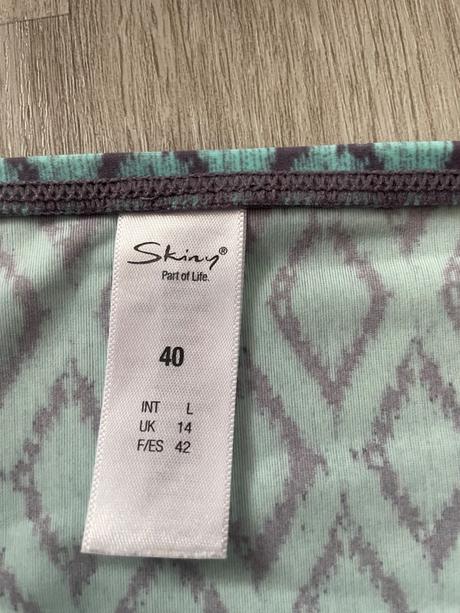 Skiny®
Part of Life.
40
INT L
UK 14
F/ES 42